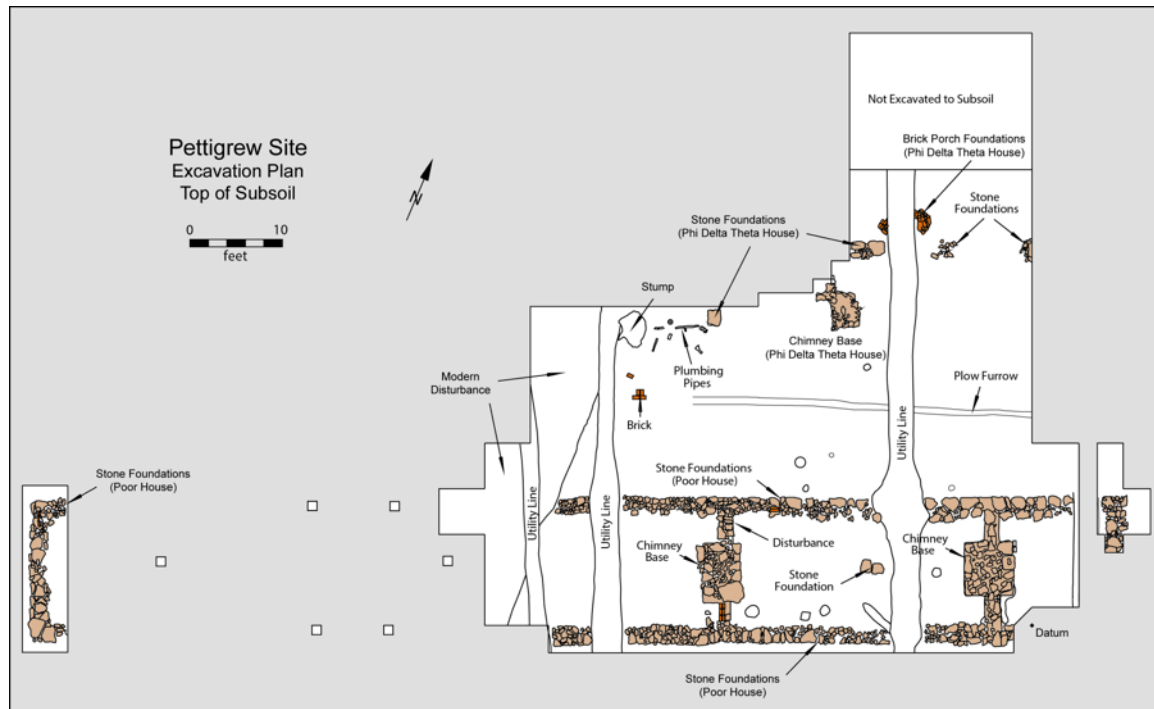 Not Excavated to Subsoil
Pettigrew Site
Excavation Plan
Top of Subsoil
N
0
10
feet
Brick Porch Foundations
(Phi Delta Theta House)
Stone
Foundations
Stone Foundations
(Phi Delta Theta House)
Stump
Plumbing
Pipes
Chimney Base
(Phi Delta Theta House)
Modern
Disturbance
Plow Furrow
Brick
Utility Line
Stone Foundations
(Poor House)
Stone Foundations
(Poor House)
Utility Line
Utility Line
Disturbance
Chimney
Base
Chimney
Base
Stone
Foundation
Datum
Stone Foundations
(Poor House)